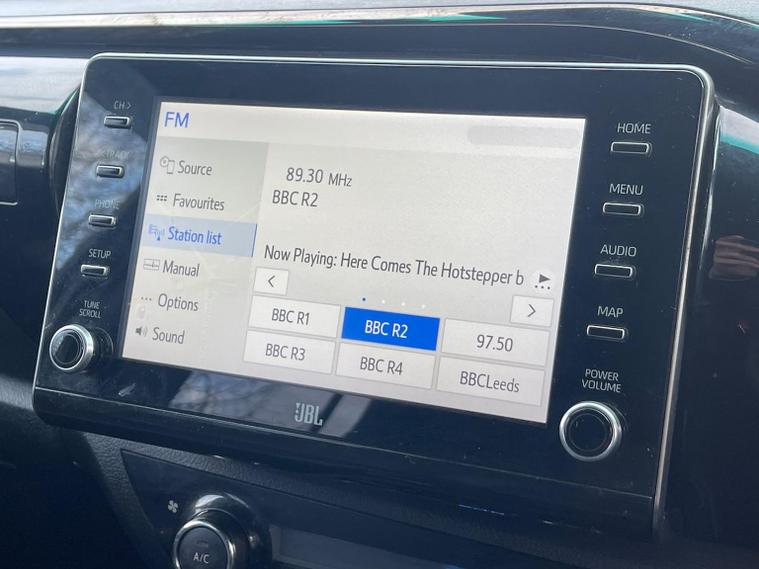 CH>
TRACK
PHONE
SETUP
TUNE
SCROLL
FM
Source
Favourites
Station list
Manual
Options
Sound
89.30 MHz
BBC R2
Now Playing: Here Comes The Hotstepper b
BBC R1
BBC R2
97.50
BBC R3
BBC R4
BBCLeeds
HOME
MENU
AUDIO
MAP
POWER
VOLUME
JBL
A/C